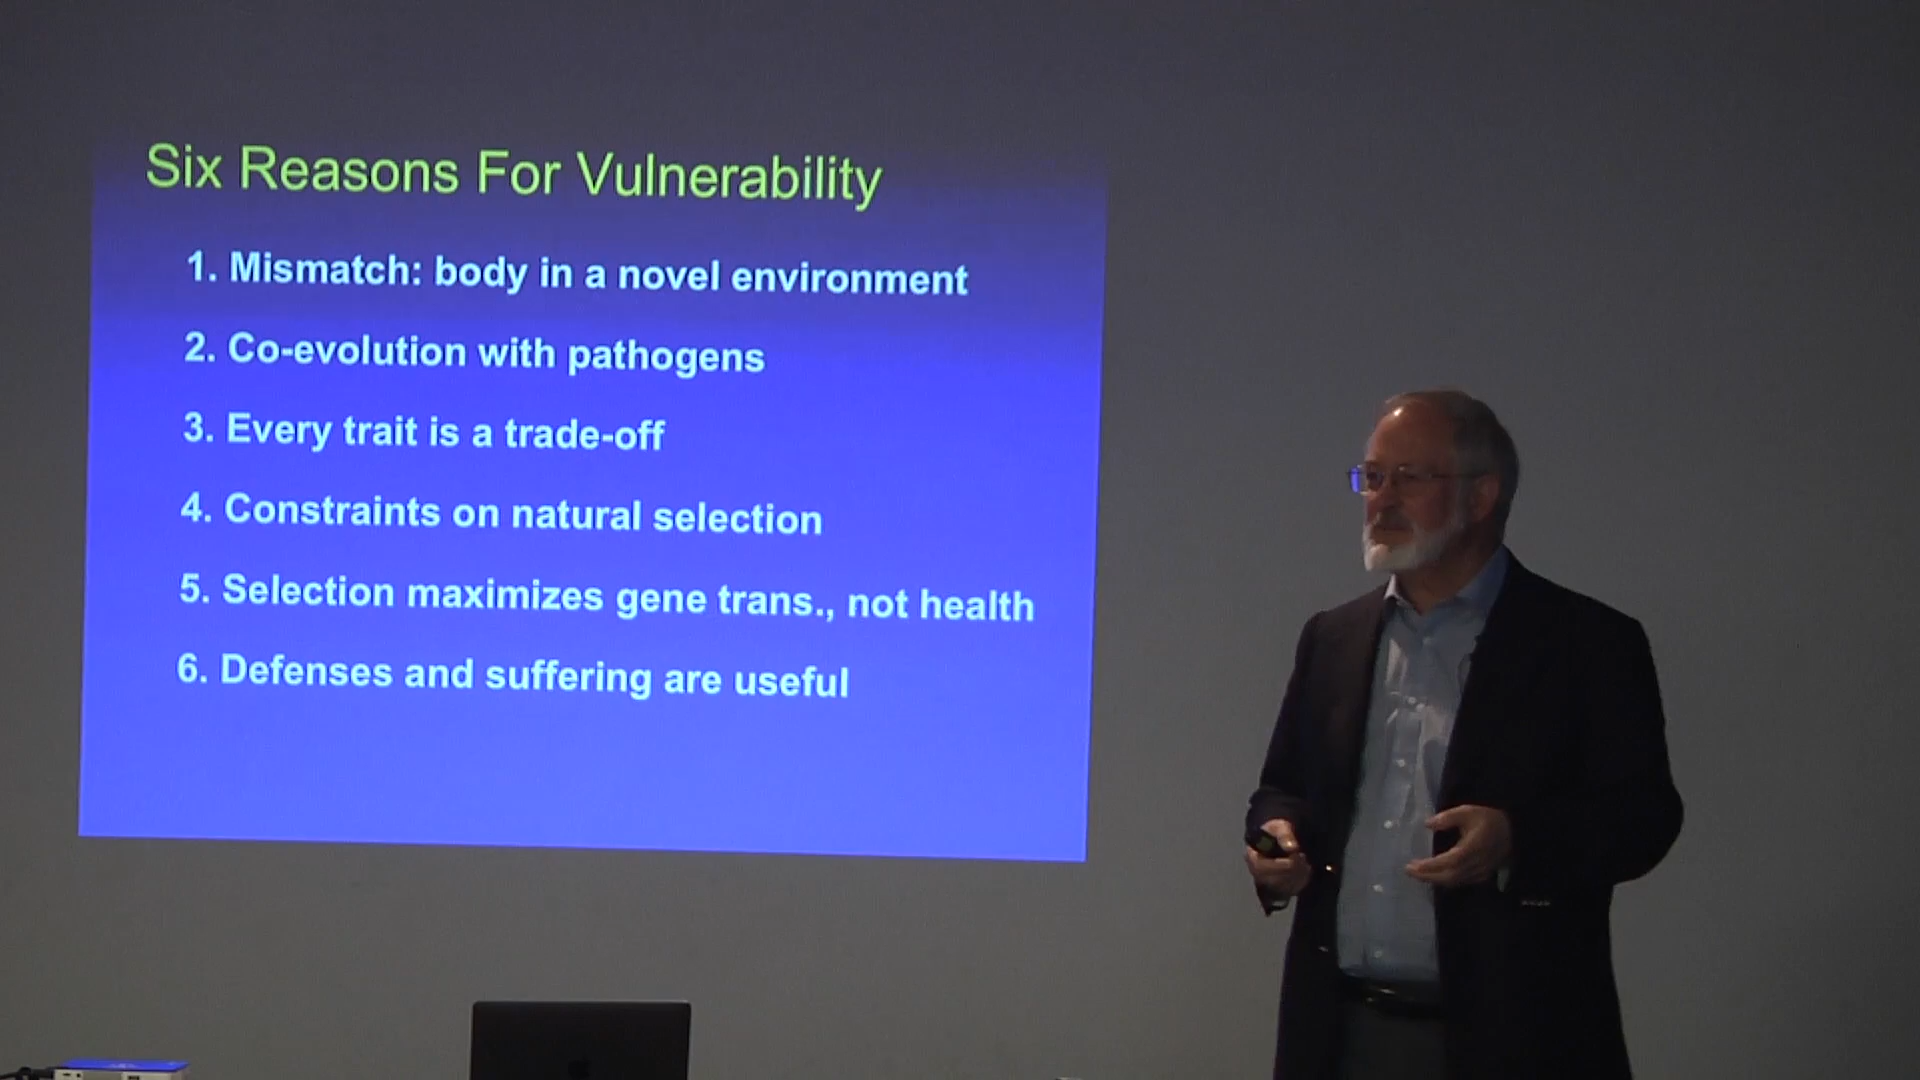 Six Reasons For Vulnerability
1. Mismatch: body in a novel environment
2. Co-evolution with pathogens
3. Every trait is a trade-off
4. Constraints on natural selection
5. Selection maximizes gene trans., not health
6. Defenses and suffering are useful